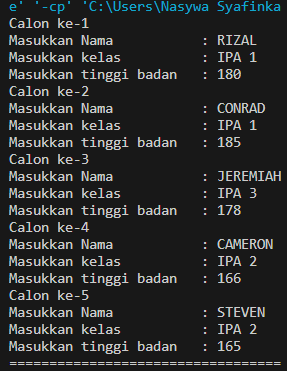 e' '-cp' 'C:\Users\Nasywa Syafinka
Calon ke-1
Masukkan Nama : RIZAL
Masukkan kelas : IPA 1
Masukkan tinggi badan : 180
Calon ke-2
Masukkan Nama : CONRAD
Masukkan kelas : IPA 1
Masukkan tinggi badan : 185
Calon ke-3
Masukkan Nama : JEREMIAH
Masukkan kelas : IPA 3
Masukkan tinggi badan : 178
Calon ke-4
Masukkan Nama : CAMERON
Masukkan kelas : IPA 2
Masukkan tinggi badan : 166
Calon ke-5
Masukkan Nama : STEVEN
Masukkan kelas : IPA 2
Masukkan tinggi badan : 165
==================================